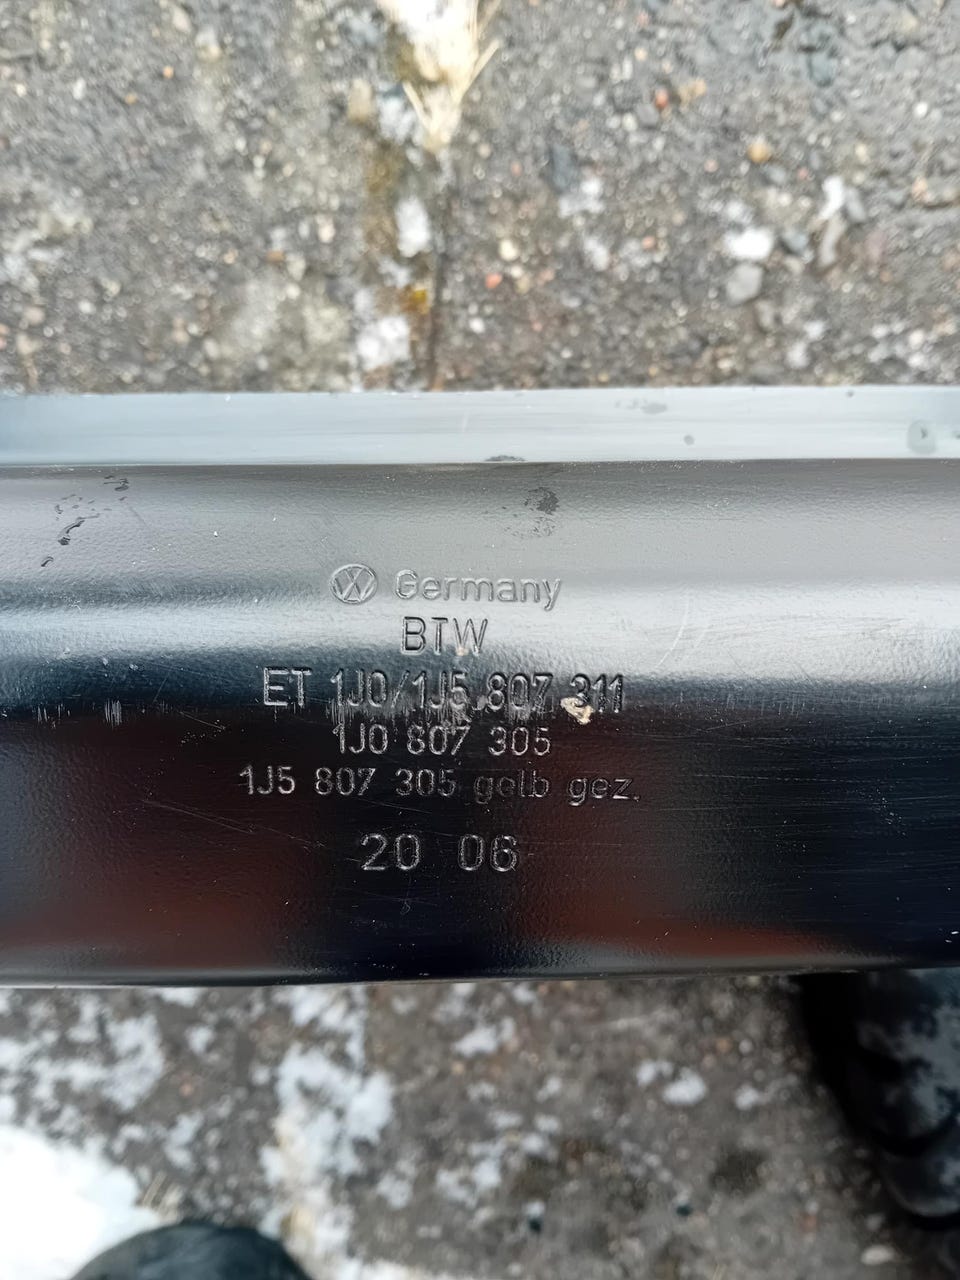 Germany
BTW
ET 1J0/1J5 807 311
1J0 807 305
1J5 807 305 gelb gez.
20 06